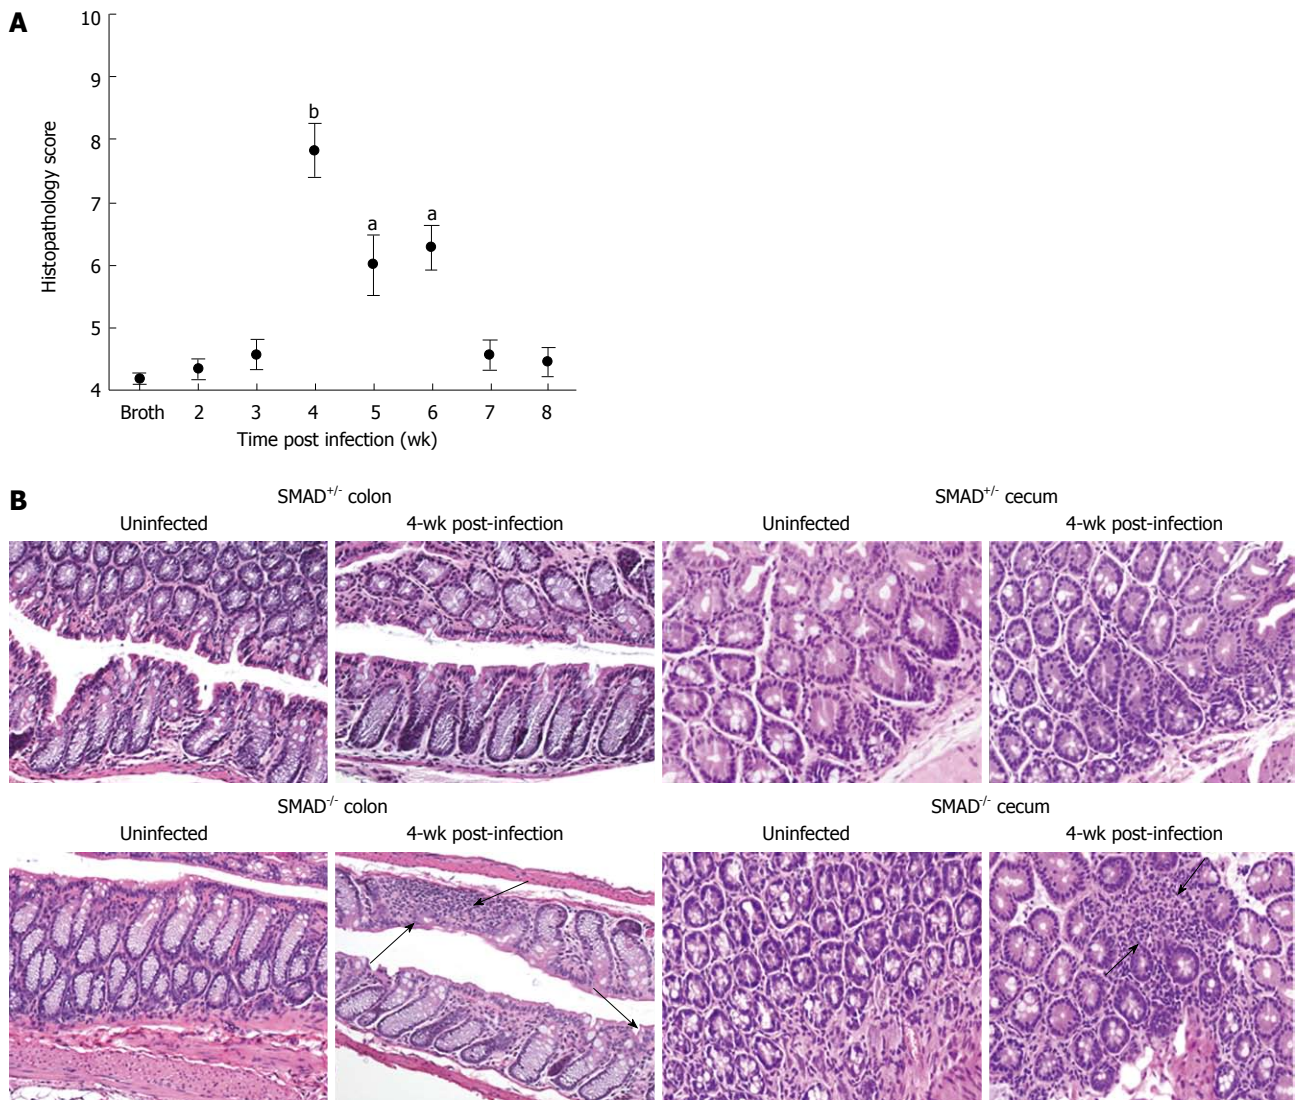 A
Histopathology score
10
9
8
7
6
5
4
b
a
a
Broth 2 3 4 5 6 7 8
Time post infection (wk)
B
SMAD+/- colon
SMAD+/- cecum
Uninfected
4-wk post-infection
Uninfected
4-wk post-infection
SMAD-/- colon
SMAD-/- cecum
Uninfected
4-wk post-infection
Uninfected
4-wk post-infection